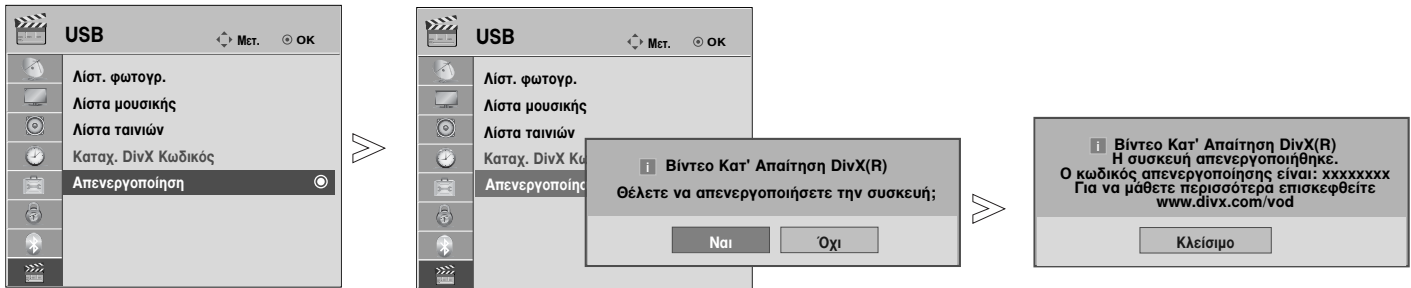 USB
Μετ.
OK
Λίστ. φωτογρ.
Λίστα μουσικής
Λίστα ταινιών
Καταχ. DivX Κωδικός
Απενεργοποίηση
USB
Μετ.
OK
Λίστ. φωτογρ.
Λίστα μουσικής
Λίστα ταινιών
Καταχ. DivX Κω
Απενεργοποίησ
i Βίντεο Κατ' Απαίτηση DivX(R)
Θέλετε να απενεργοποιήσετε την συσκευή;
Ναι
Όχι
i Βίντεο Κατ' Απαίτηση DivX(R)
Η συσκευή απενεργοποιήθηκε.
Ο κωδικός απενεργοποίησης είναι: xxxxxxxx
Για να μάθετε περισσότερα επισκεφθείτε
www.divx.com/vod
Κλείσιμο